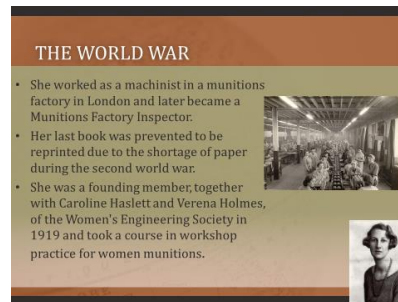 THE WORLD WAR
• She worked as a machinist in a munitions
factory in London and later became a
Munitions Factory Inspector.
• Her last book was prevented to be
reprinted due to the shortage of paper
during the second world war.
• She was a founding member, together
with Caroline Haslett and Verena Holmes,
of the Women's Engineering Society in
1919 and took a course in workshop
practice for women munitions.